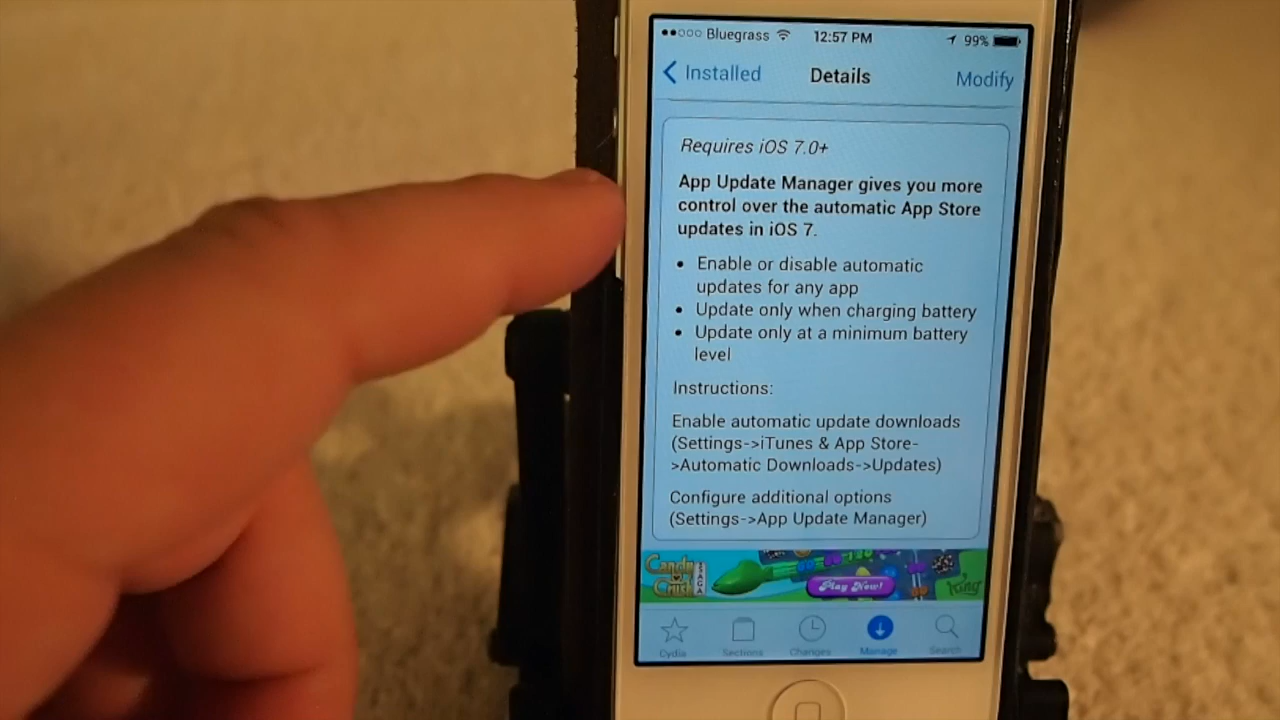 Bluegrass 12:57 PM 99%
Installed Details Modify
Requires iOS 7.0+
App Update Manager gives you more
control over the automatic App Store
updates in iOS 7.
• Enable or disable automatic
updates for any app
• Update only when charging battery
• Update only at a minimum battery
level
Instructions:
Enable automatic update downloads
(Settings->iTunes & App Store-
>Automatic Downloads->Updates)
Configure additional options
(Settings->App Update Manager)
Candy
Crush
SAGA
Play Now!
King
Cydia Sections Changes Manage Search